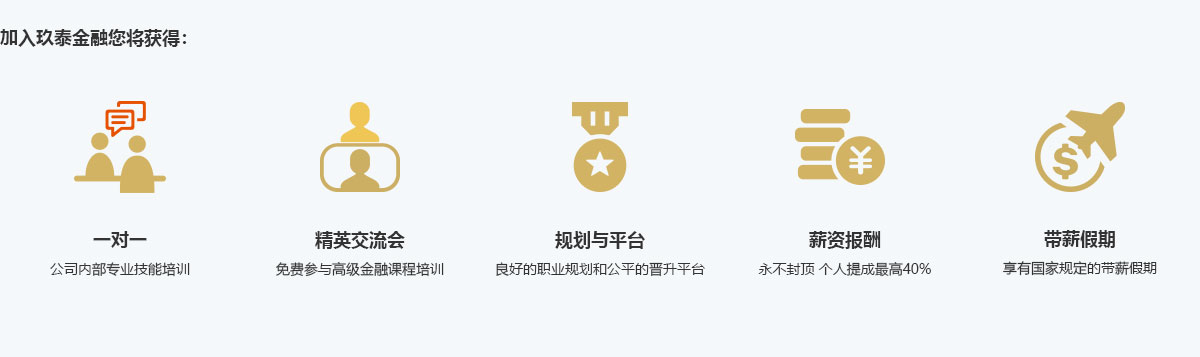 加入玖泰金融您将获得：
一对一
公司内部专业技能培训
精英交流会
免费参与高级金融课程培训
规划与平台
良好的职业规划和公平的晋升平台
¥
薪资报酬
永不封顶 个人提成最高40%
$
带薪假期
享有国家规定的带薪假期